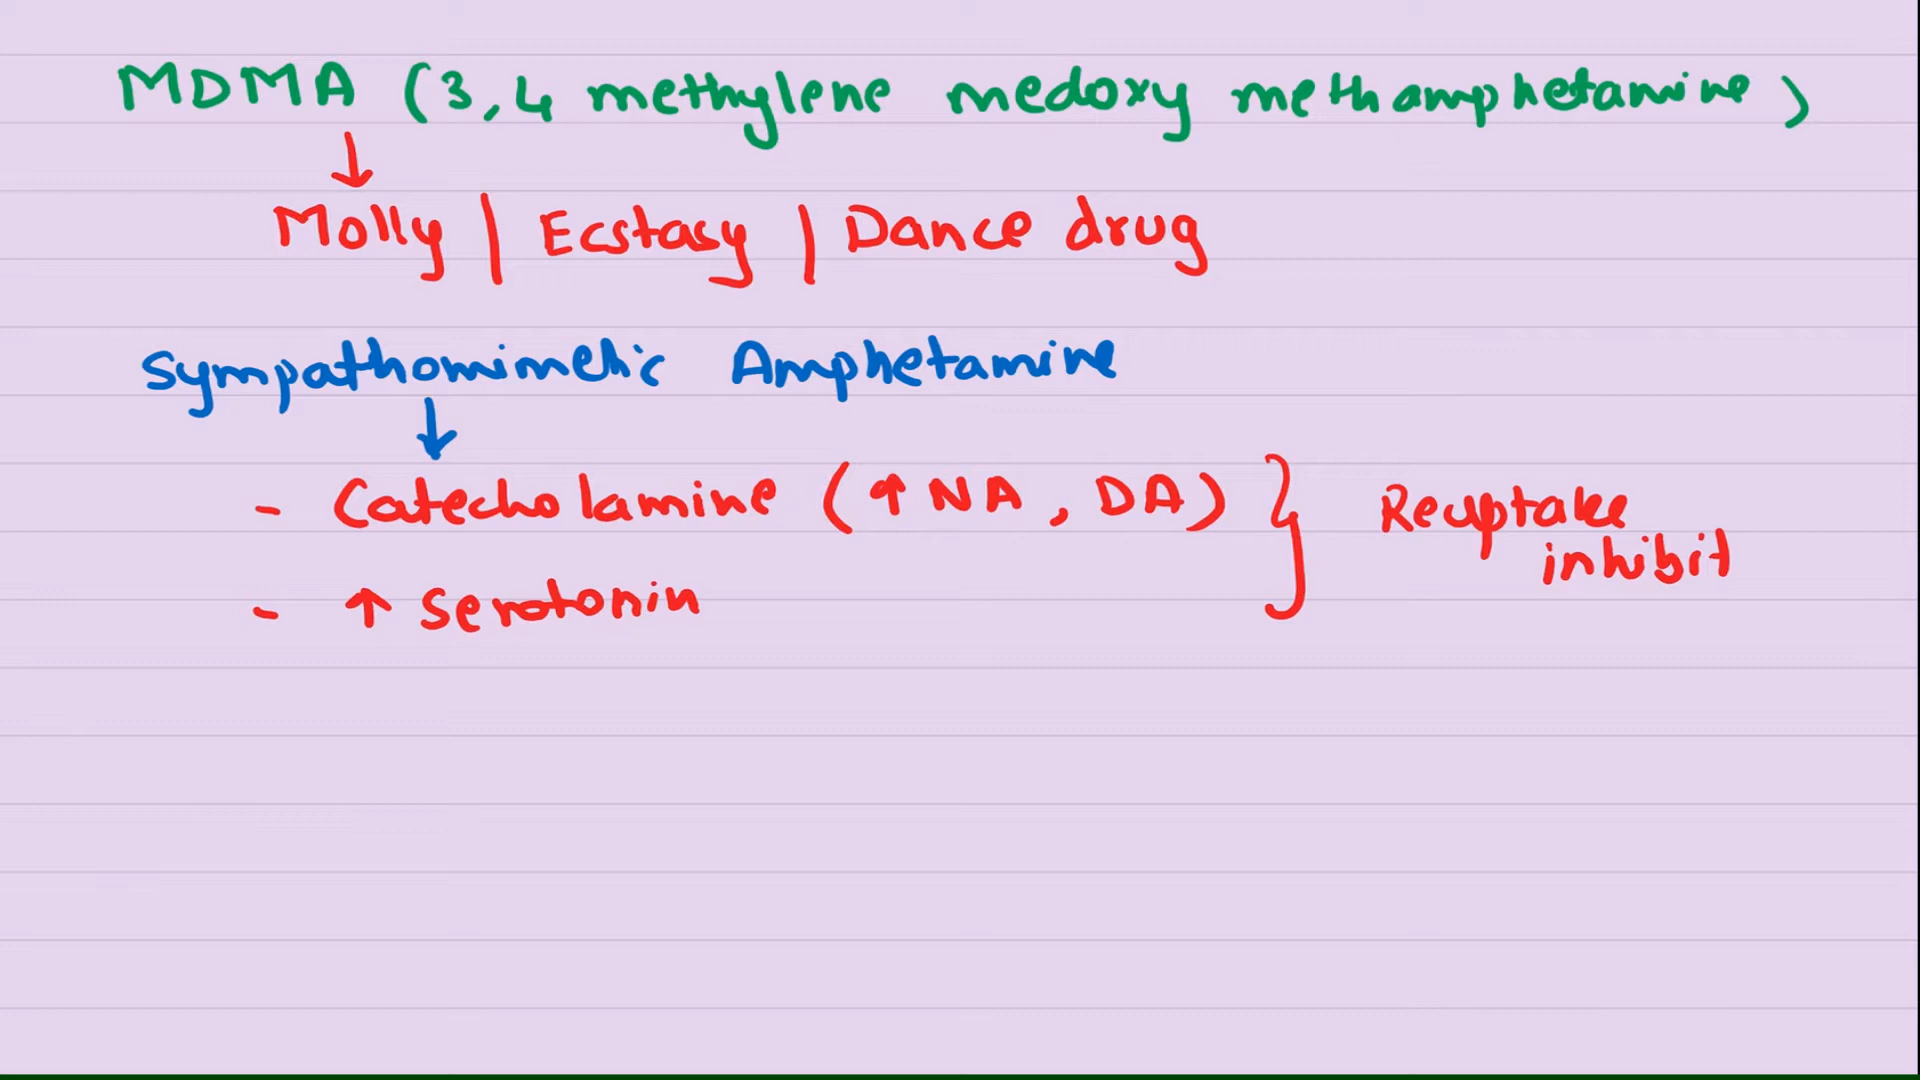 MDMA (3,4 methylene medoxy methamphetamine)
↓
Molly | Ecstasy | Dance drug
Sympathomimetic Amphetamine
↓
- Catecholamine (↑ NA, DA) } Reuptake
inhibit
- ↑ Serotonin